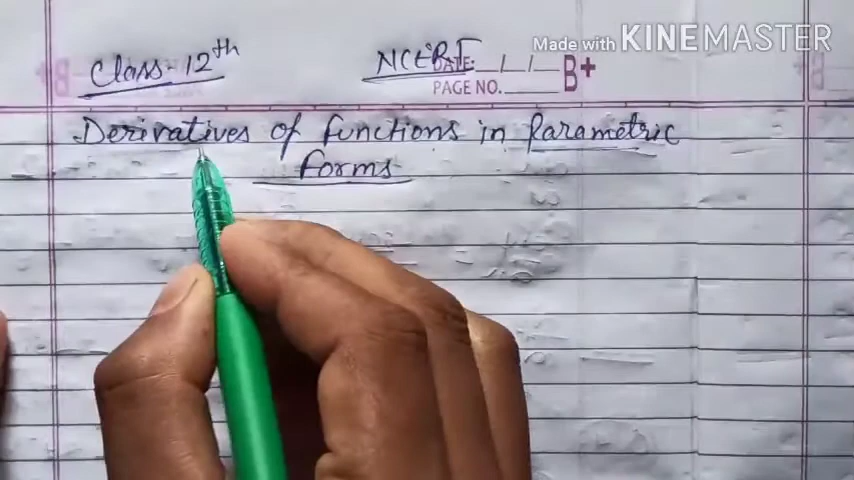 Made with KINEMASTER
Class-12th NCERT
DATE / /
PAGE NO. B+
Derivatives of functions in Parametric
forms